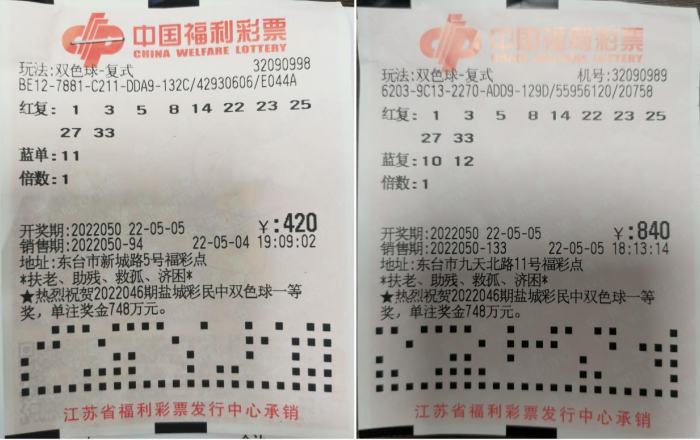 中国福利彩票
CHINA WELFARE LOTTERY
玩法:双色球-复式 32090998
BE12-7881-C211-DDA9-132C/42930606/E044A
红复: 1 3 5 8 14 22 23 25
27 33
蓝单: 11
倍数: 1
开奖期:2022050 22-05-05 ¥:420
销售期:2022050-94 22-05-04 19:09:02
地址:东台市新城路5号福彩点
*扶老、助残、救孤、济困*
★热烈祝贺2022046期盐城彩民中双色球一等
奖，单注奖金748万元。
江苏省福利彩票发行中心承销
中国福利彩票
CHINA WELFARE LOTTERY
玩法:双色球-复式 机号:32090989
6203-9C13-2270-ADD9-129D/55956120/20758
红复: 1 3 5 8 14 22 23 25
27 33
蓝复: 10 12
倍数: 1
开奖期:2022050 22-05-05 ¥:840
销售期:2022050-133 22-05-05 18:13:14
地址:东台市九天北路11号福彩点
*扶老、助残、救孤、济困*
★热烈祝贺2022046期盐城彩民中双色球一等
奖，单注奖金748万元。
江苏省福利彩票发行中心承销